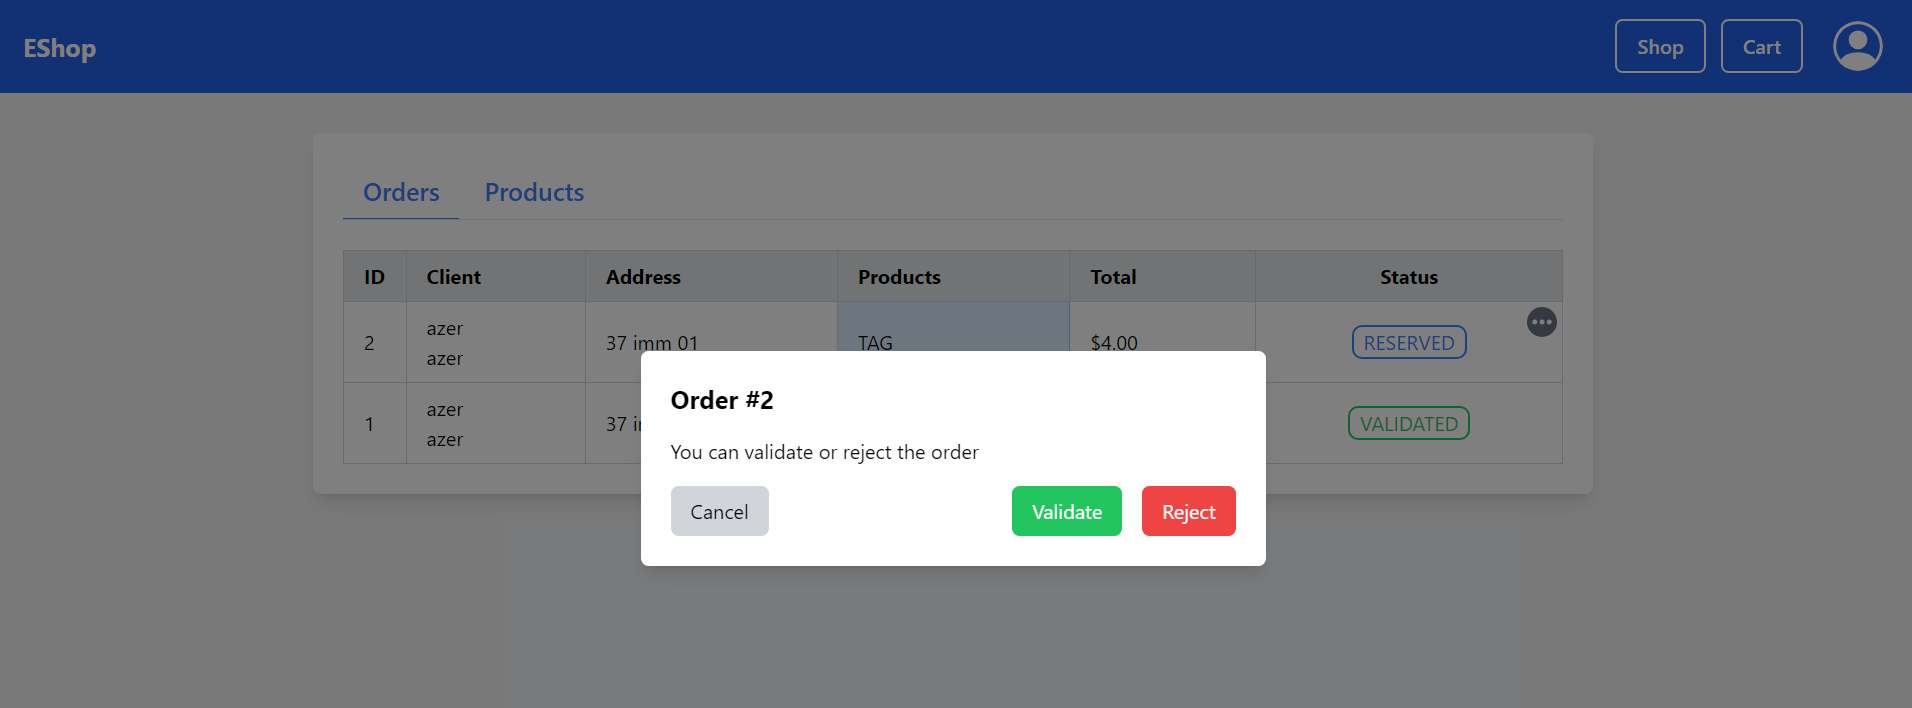 EShop
Shop
Cart
Orders
Products
ID
Client
Address
Products
Total
Status
2
azer
azer
37 imm 01
TAG
$4.00
RESERVED
1
azer
azer
37
VALIDATED
Order #2
You can validate or reject the order
Cancel
Validate
Reject